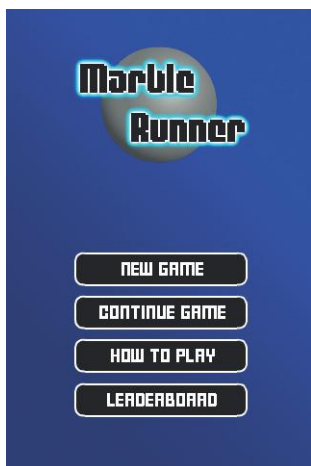 Marble
Runner
NEW GAME
CONTINUE GAME
HOW TO PLAY
LEADERBOARD